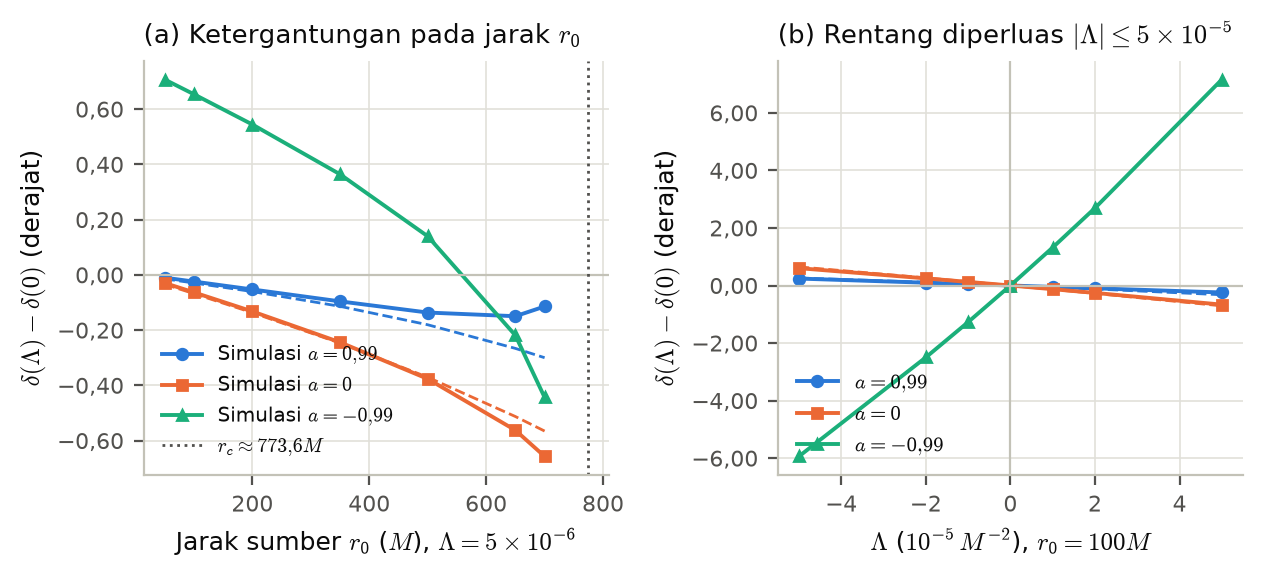 (a) Ketergantungan pada jarak r₀
δ(Λ) − δ(0) (derajat)
0,60
0,40
0,20
0,00
−0,20
−0,40
−0,60
Simulasi a = 0,99
Simulasi a = 0
Simulasi a = −0,99
r_c ≈ 773,6M
200
400
600
800
Jarak sumber r₀ (M), Λ = 5 × 10⁻⁶
(b) Rentang diperluas |Λ| ≤ 5 × 10⁻⁵
δ(Λ) − δ(0) (derajat)
6,00
4,00
2,00
0,00
−2,00
−4,00
−6,00
a = 0,99
a = 0
a = −0,99
−4
−2
0
2
4
Λ (10⁻⁵ M⁻²), r₀ = 100M